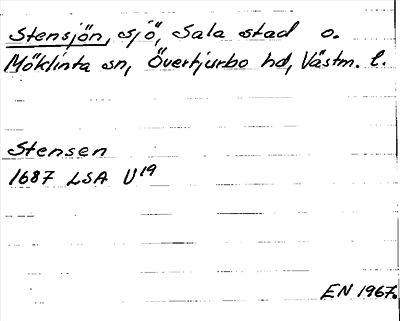 Stensjön, sjö, Sala stad o.
Möklinta sn, Övertjurbo hd, Västm. l.
Stensen
1687 LSA U19
EN 1967.